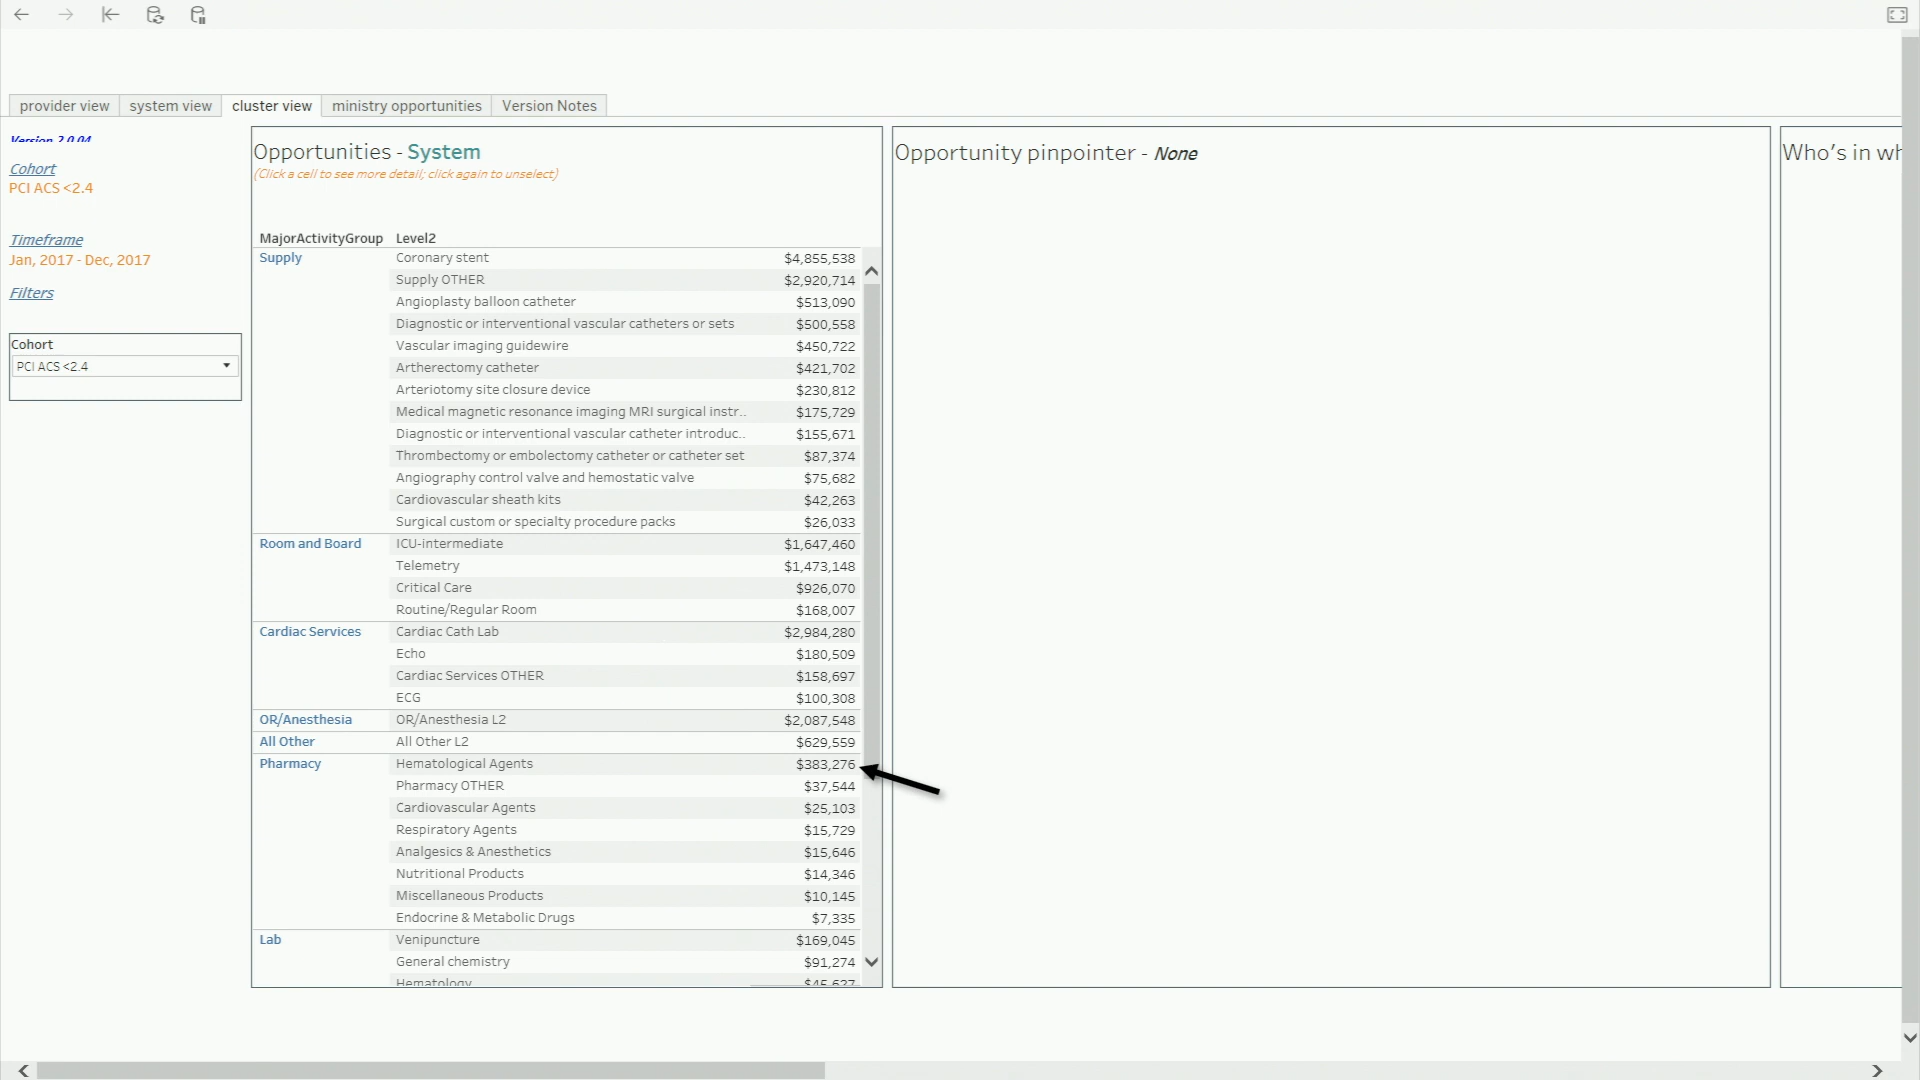 provider view
system view
cluster view
ministry opportunities
Version Notes
Version 2.0.04
Cohort
PCI ACS <2.4
Timeframe
Jan, 2017 - Dec, 2017
Filters
Cohort
PCI ACS <2.4
Opportunities - System
(Click a cell to see more detail; click again to unselect)
MajorActivityGroup Level2
Supply Coronary stent $4,855,538
Supply OTHER $2,920,714
Angioplasty balloon catheter $513,090
Diagnostic or interventional vascular catheters or sets $500,558
Vascular imaging guidewire $450,722
Artherectomy catheter $421,702
Arteriotomy site closure device $230,812
Medical magnetic resonance imaging MRI surgical instr.. $175,729
Diagnostic or interventional vascular catheter introduc.. $155,671
Thrombectomy or embolectomy catheter or catheter set $87,374
Angiography control valve and hemostatic valve $75,682
Cardiovascular sheath kits $42,263
Surgical custom or specialty procedure packs $26,033
Room and Board ICU-intermediate $1,647,460
Telemetry $1,473,148
Critical Care $926,070
Routine/Regular Room $168,007
Cardiac Services Cardiac Cath Lab $2,984,280
Echo $180,509
Cardiac Services OTHER $158,697
ECG $100,308
OR/Anesthesia OR/Anesthesia L2 $2,087,548
All Other All Other L2 $629,559
Pharmacy Hematological Agents $383,276
Pharmacy OTHER $37,544
Cardiovascular Agents $25,103
Respiratory Agents $15,729
Analgesics & Anesthetics $15,646
Nutritional Products $14,346
Miscellaneous Products $10,145
Endocrine & Metabolic Drugs $7,335
Lab Venipuncture $169,045
General chemistry $91,274
Hematology $45,627
Opportunity pinpointer - None
Who's in wh